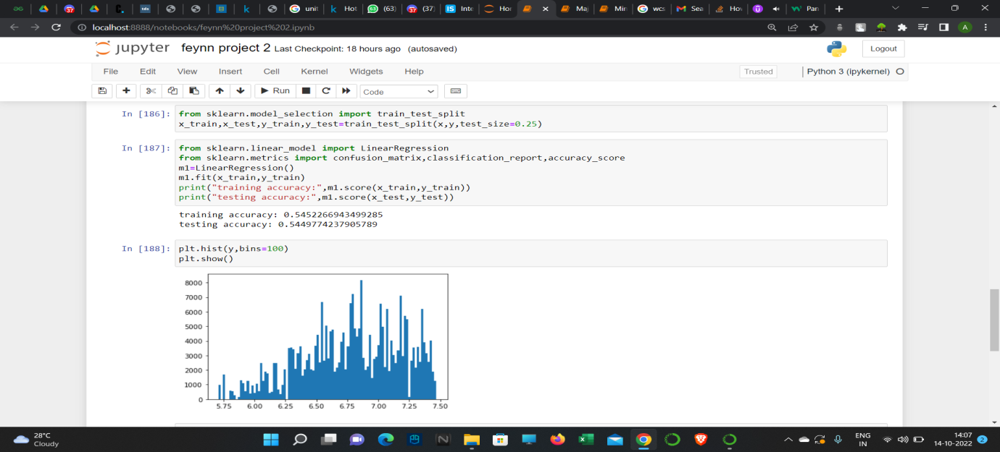 37
tds
k
unit
k
Hot
(63)
37
(37)
IS
Inte
Hor
Maj
Min
wcs
Sea
Hov
Pan
localhost:8888/notebooks/feynn%20project%202.ipynb
A
jupyter feynn project 2 Last Checkpoint: 18 hours ago (autosaved)
Logout
File Edit View Insert Cell Kernel Widgets Help
Trusted
Python 3 (ipykernel)
Run
Code
In [186]: from sklearn.model_selection import train_test_split
x_train,x_test,y_train,y_test=train_test_split(x,y,test_size=0.25)
In [187]: from sklearn.linear_model import LinearRegression
from sklearn.metrics import confusion_matrix,classification_report,accuracy_score
m1=LinearRegression()
m1.fit(x_train,y_train)
print("training accuracy:",m1.score(x_train,y_train))
print("testing accuracy:",m1.score(x_test,y_test))
training accuracy: 0.5452266943499285
testing accuracy: 0.5449774237905789
In [188]: plt.hist(y,bins=100)
plt.show()
8000
7000
6000
5000
4000
3000
2000
1000
0
5.75 6.00 6.25 6.50 6.75 7.00 7.25 7.50
28°C
Cloudy
ENG
IN
14:07
14-10-2022
2